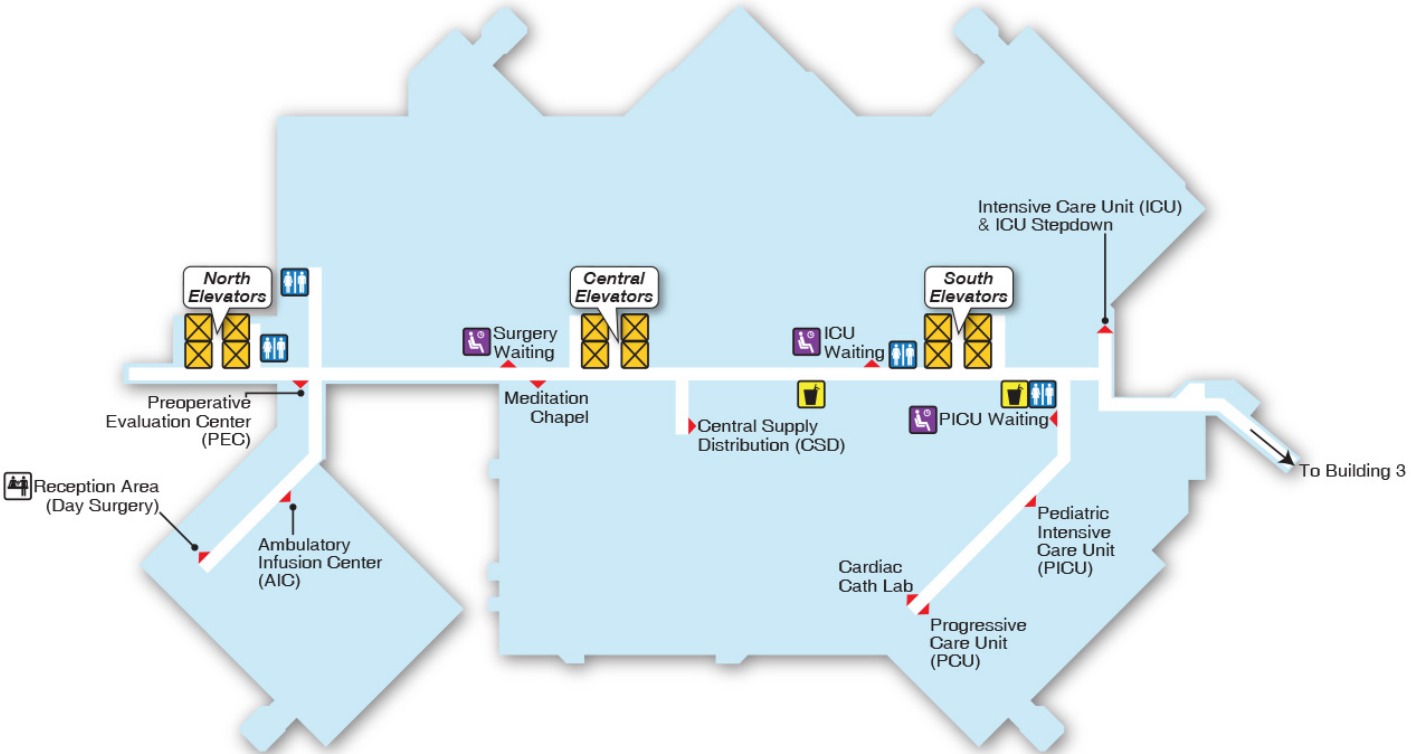 Intensive Care Unit (ICU)
& ICU Stepdown
North
Elevators
Central
Elevators
South
Elevators
Surgery
Waiting
ICU
Waiting
Preoperative
Evaluation Center
(PEC)
Meditation
Chapel
Central Supply
Distribution (CSD)
PICU Waiting
To Building 3
Reception Area
(Day Surgery)
Ambulatory
Infusion Center
(AIC)
Pediatric
Intensive
Care Unit
(PICU)
Cardiac
Cath Lab
Progressive
Care Unit
(PCU)